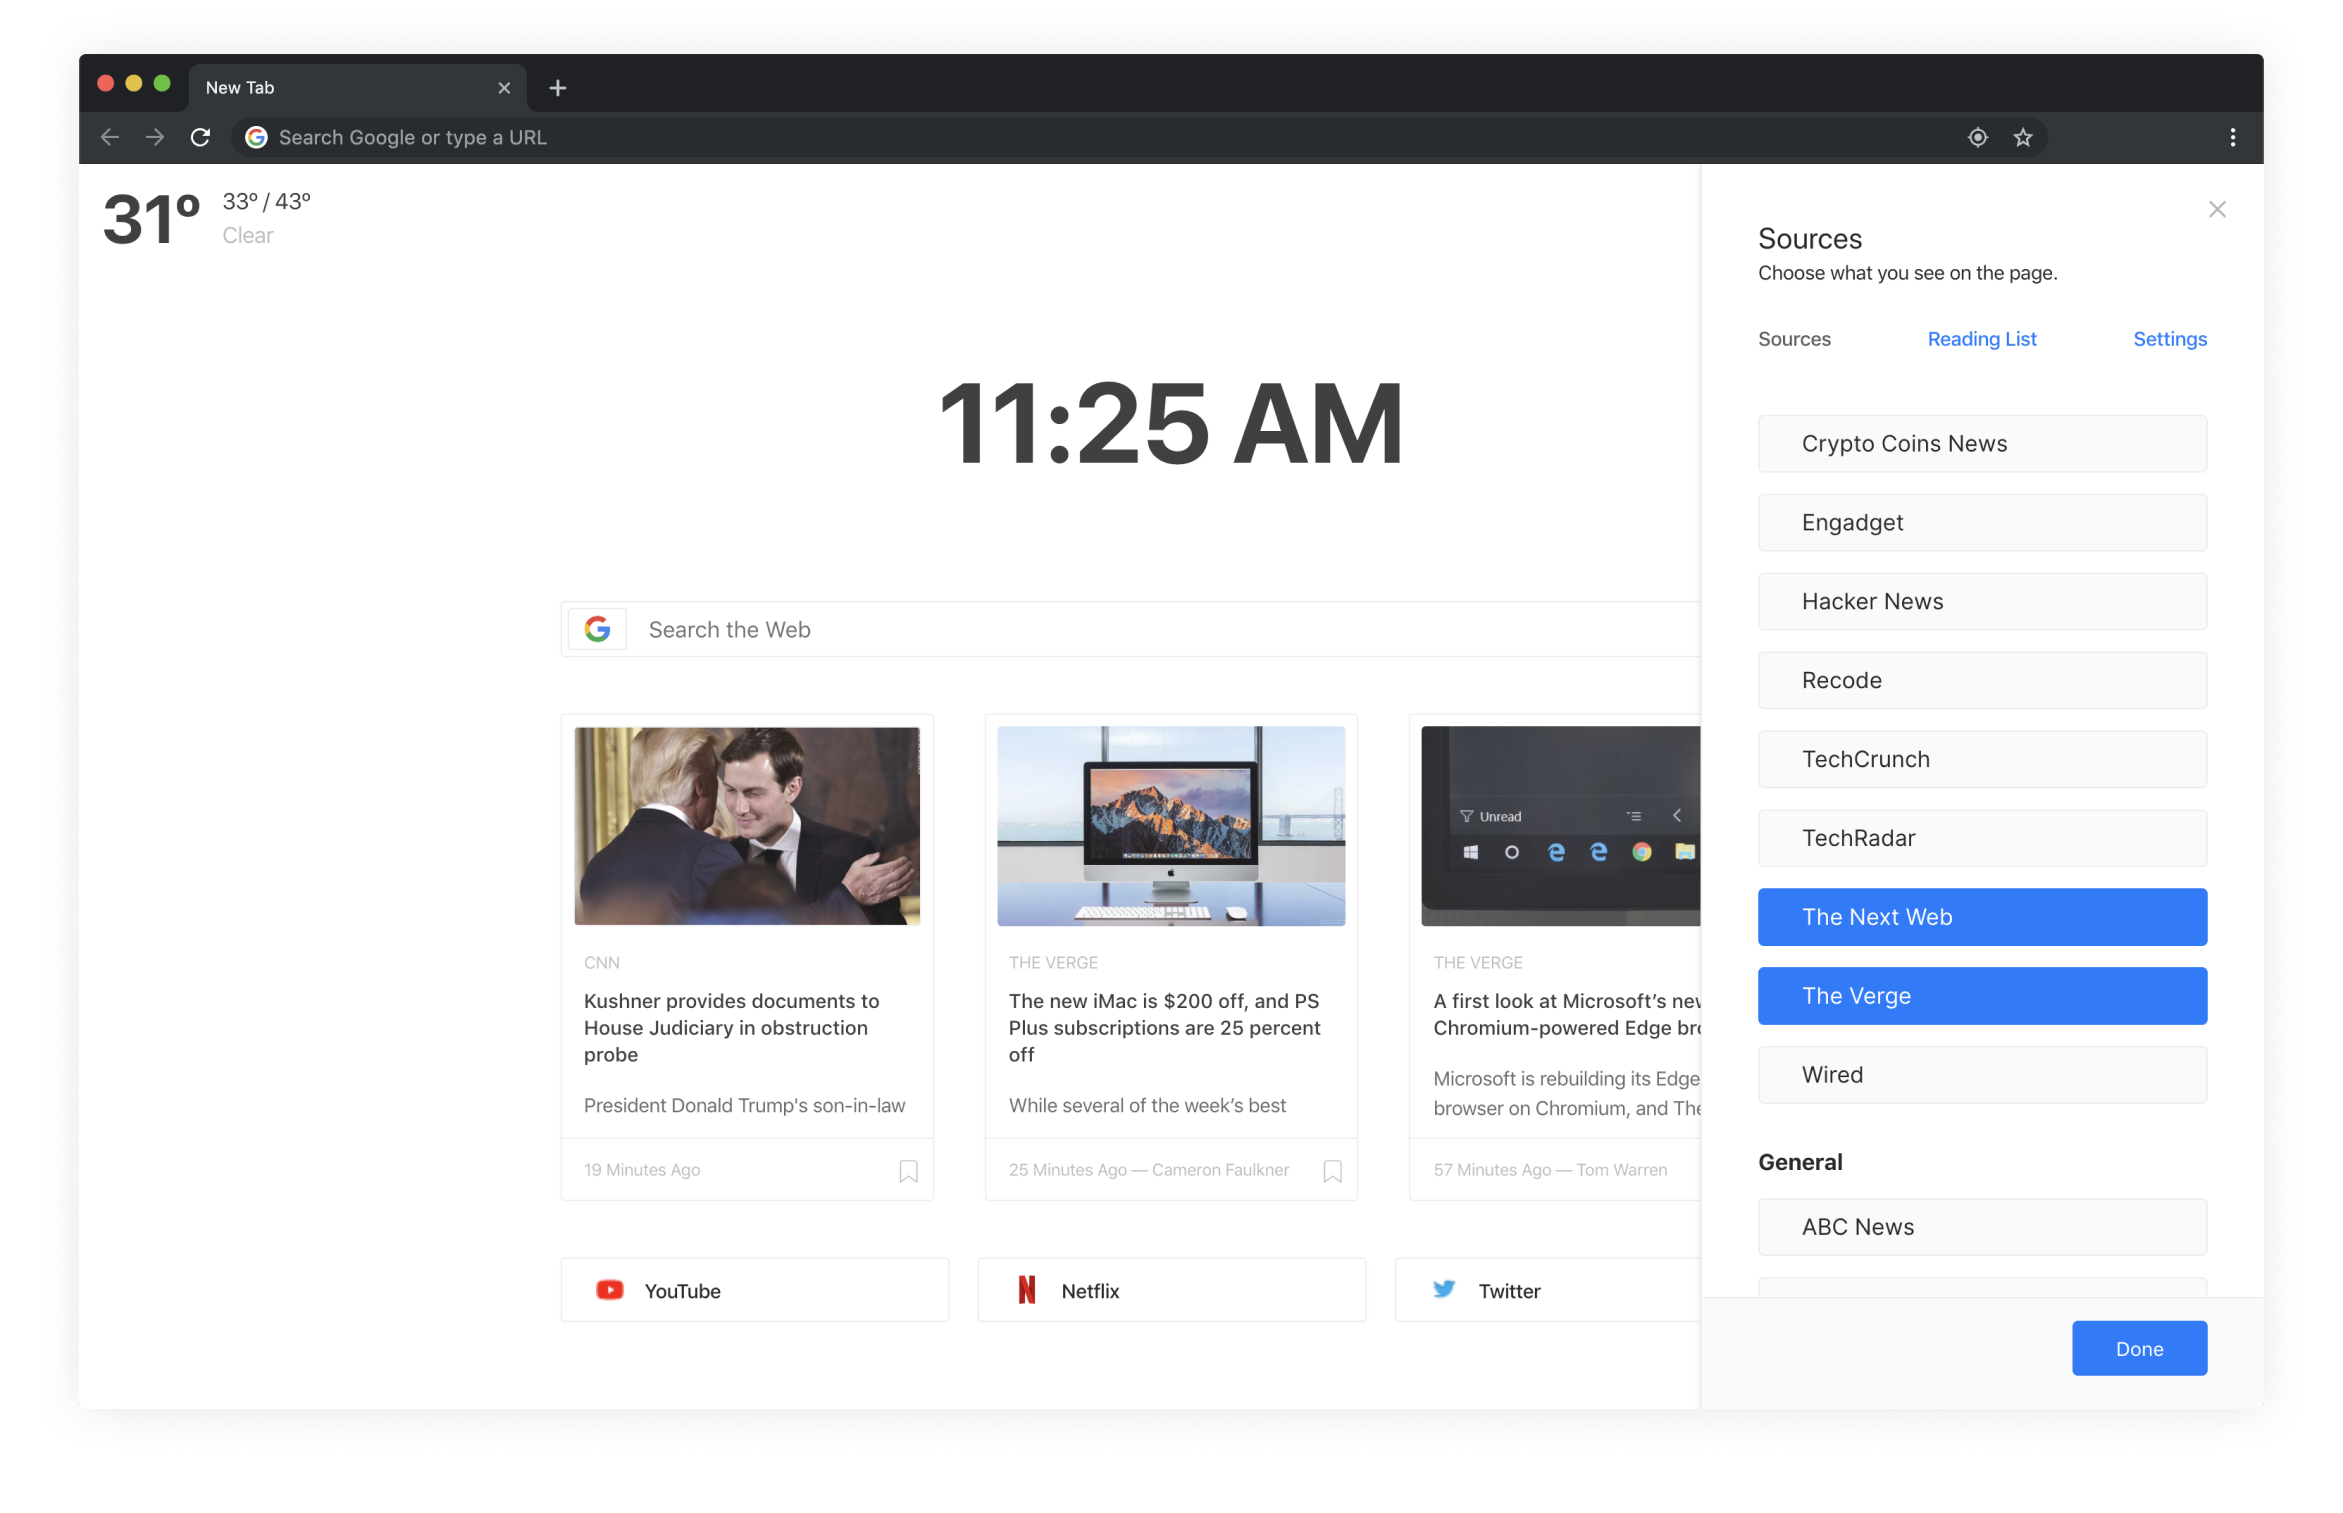 New Tab
Search Google or type a URL
31°
33° / 43°
Clear
11:25 AM
Search the Web
CNN
Kushner provides documents to
House Judiciary in obstruction
probe
President Donald Trump's son-in-law
19 Minutes Ago
THE VERGE
The new iMac is $200 off, and PS
Plus subscriptions are 25 percent
off
While several of the week’s best
25 Minutes Ago — Cameron Faulkner
Unread
THE VERGE
A first look at Microsoft’s new
Chromium-powered Edge bro
Microsoft is rebuilding its Edge
browser on Chromium, and The
57 Minutes Ago — Tom Warren
YouTube
Netflix
Twitter
Sources
Choose what you see on the page.
Sources
Reading List
Settings
Crypto Coins News
Engadget
Hacker News
Recode
TechCrunch
TechRadar
The Next Web
The Verge
Wired
General
ABC News
Done